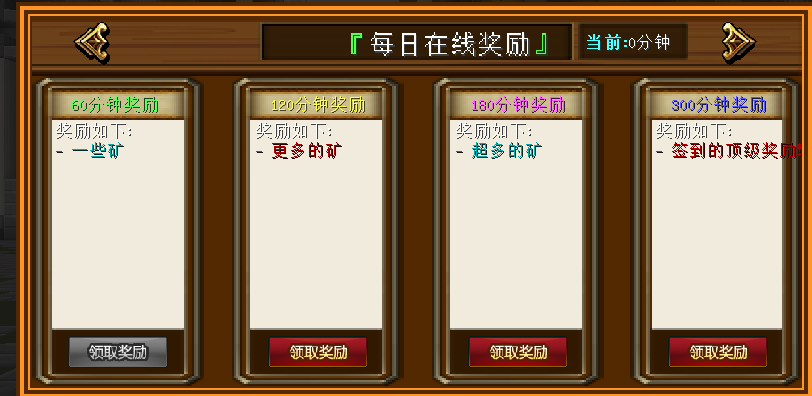 『每日在线奖励』
当前:0分钟
60分钟奖励
奖励如下:
- 一些矿
领取奖励
120分钟奖励
奖励如下:
- 更多的矿
领取奖励
180分钟奖励
奖励如下:
- 超多的矿
领取奖励
300分钟奖励
奖励如下:
- 签到的顶级奖励!
领取奖励